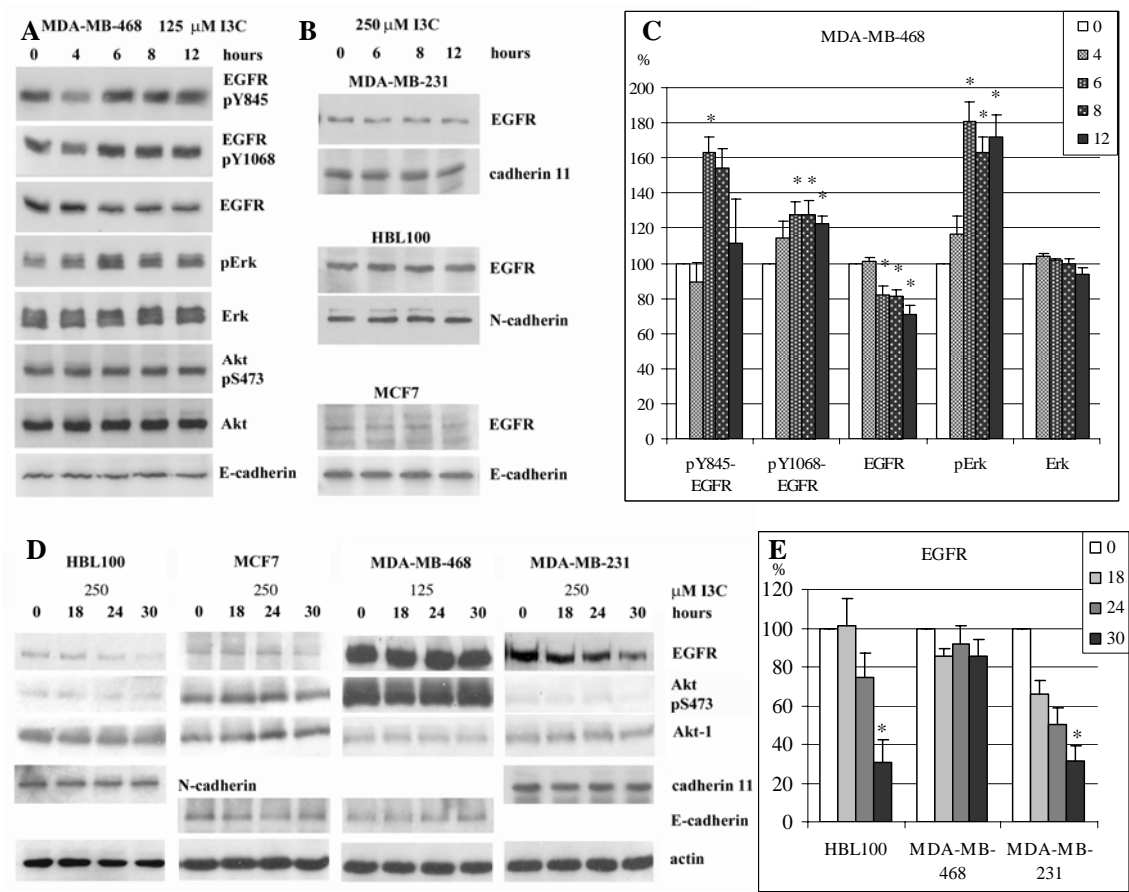 A MDA-MB-468 125 µM I3C
0 4 6 8 12 hours
EGFR
pY845
EGFR
pY1068
EGFR
pErk
Erk
Akt
pS473
Akt
E-cadherin
B 250 µM I3C
0 6 8 12 hours
MDA-MB-231
EGFR
cadherin 11
HBL100
EGFR
N-cadherin
MCF7
EGFR
E-cadherin
C MDA-MB-468
%
200
180
160
140
120
100
80
60
40
20
0
* * * * * * * * * *
pY845-EGFR pY1068-EGFR EGFR pErk Erk
0
4
6
8
12
D HBL100 MCF7 MDA-MB-468 MDA-MB-231
250 250 125 250 µM I3C
0 18 24 30 0 18 24 30 0 18 24 30 0 18 24 30 hours
EGFR
Akt
pS473
Akt-1
N-cadherin cadherin 11
E-cadherin
actin
E EGFR
%
120
100
80
60
40
20
0
* *
HBL100 MDA-MB-468 MDA-MB-231
0
18
24
30